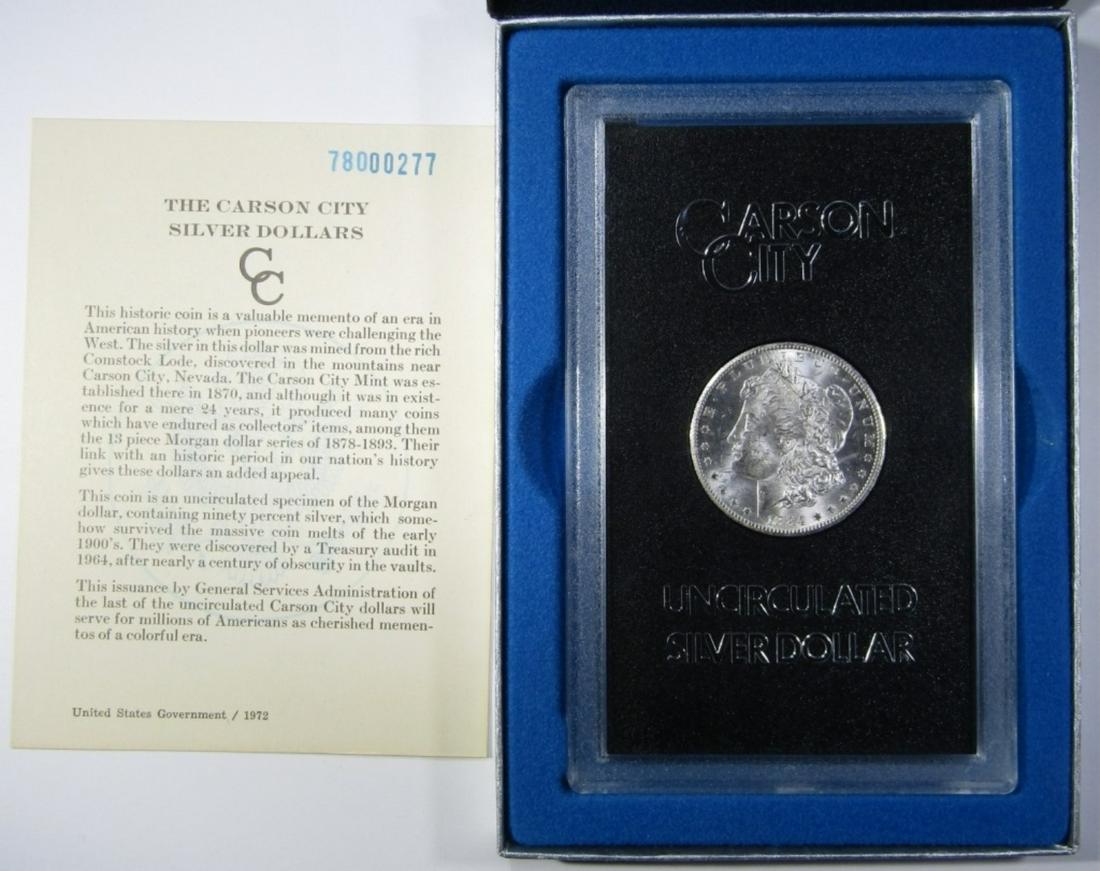 78000277
THE CARSON CITY
SILVER DOLLARS
CC
This historic coin is a valuable memento of an era in
American history when pioneers were challenging the
West. The silver in this dollar was mined from the rich
Comstock Lode, discovered in the mountains near
Carson City, Nevada. The Carson City Mint was es-
tablished there in 1870, and although it was in exist-
ence for a mere 24 years, it produced many coins
which have endured as collectors' items, among them
the 13 piece Morgan dollar series of 1878-1893. Their
link with an historic period in our nation's history
gives these dollars an added appeal.
This coin is an uncirculated specimen of the Morgan
dollar, containing ninety percent silver, which some-
how survived the massive coin melts of the early
1900's. They were discovered by a Treasury audit in
1964, after nearly a century of obscurity in the vaults.
This issuance by General Services Administration of
the last of the uncirculated Carson City dollars will
serve for millions of Americans as cherished memen-
tos of a colorful era.
United States Government / 1972
CARSON
CITY
E·PLURIBUS·UNUM
UNCIRCULATED
SILVER DOLLAR